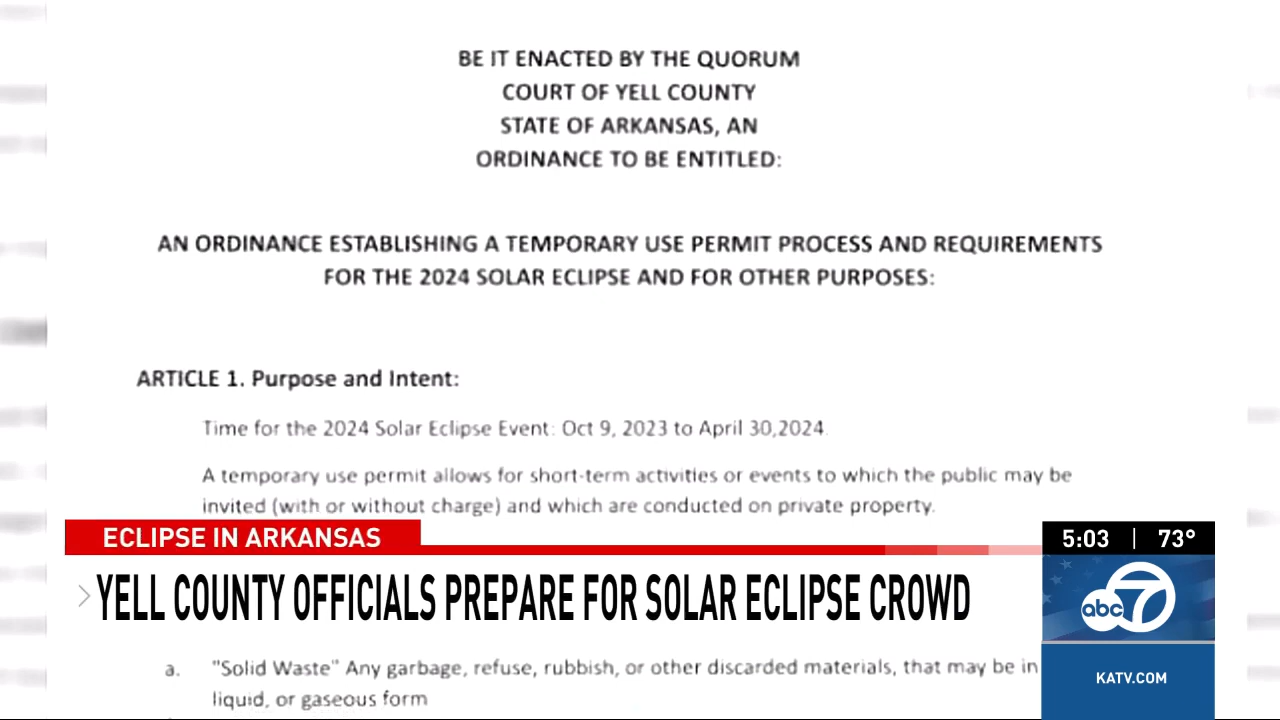 BE IT ENACTED BY THE QUORUM
COURT OF YELL COUNTY
STATE OF ARKANSAS, AN
ORDINANCE TO BE ENTITLED:
AN ORDINANCE ESTABLISHING A TEMPORARY USE PERMIT PROCESS AND REQUIREMENTS
FOR THE 2024 SOLAR ECLIPSE AND FOR OTHER PURPOSES:
ARTICLE 1. Purpose and Intent:
Time for the 2024 Solar Eclipse Event: Oct 9, 2023 to April 30,2024.
A temporary use permit allows for short-term activities or events to which the public may be
invited (with or without charge) and which are conducted on private property.
ECLIPSE IN ARKANSAS
YELL COUNTY OFFICIALS PREPARE FOR SOLAR ECLIPSE CROWD
5:03 | 73°
abc 7
KATV.COM
a. "Solid Waste" Any garbage, refuse, rubbish, or other discarded materials, that may be in
liquid, or gaseous form